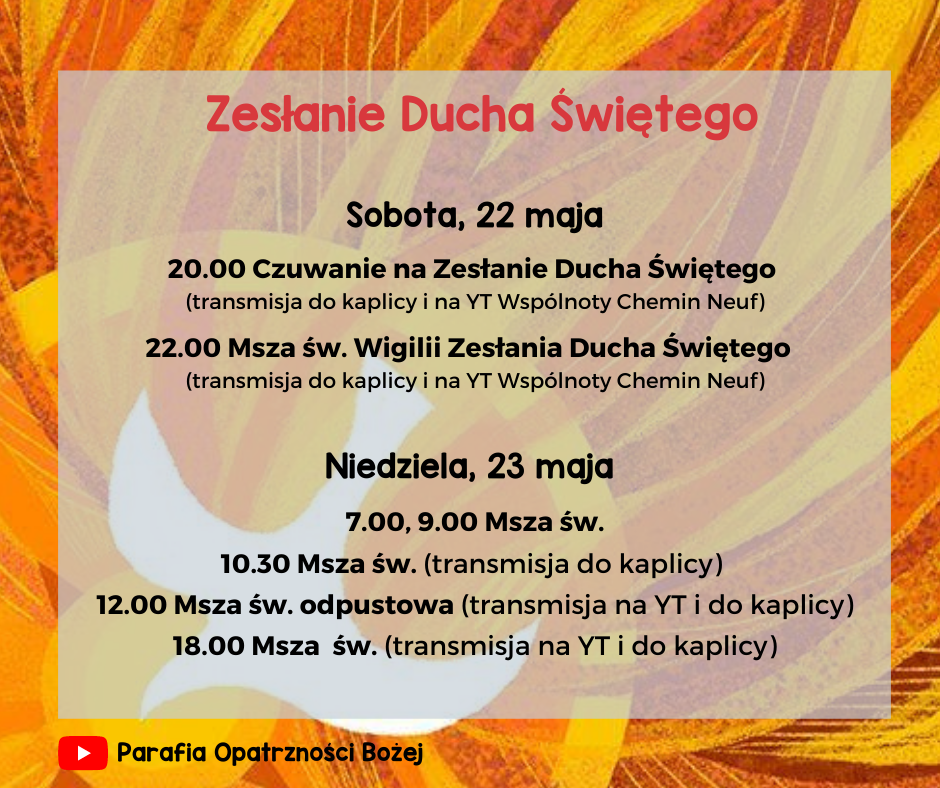 Zesłanie Ducha Świętego
Sobota, 22 maja
20.00 Czuwanie na Zesłanie Ducha Świętego
(transmisja do kaplicy i na YT Wspólnoty Chemin Neuf)
22.00 Msza św. Wigilii Zesłania Ducha Świętego
(transmisja do kaplicy i na YT Wspólnoty Chemin Neuf)
Niedziela, 23 maja
7.00, 9.00 Msza św.
10.30 Msza św. (transmisja do kaplicy)
12.00 Msza św. odpustowa (transmisja na YT i do kaplicy)
18.00 Msza św. (transmisja na YT i do kaplicy)
Parafia Opatrzności Bożej